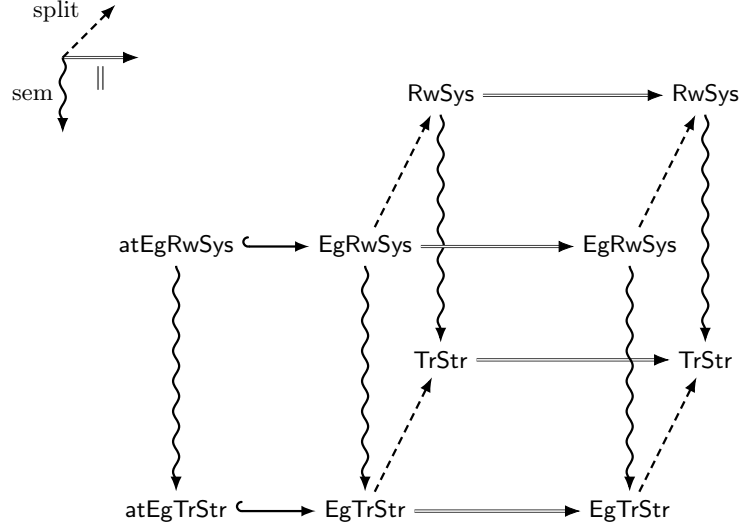 split
∥
sem
RwSys RwSys
atEgRwSys EgRwSys EgRwSys
TrStr TrStr
atEgTrStr EgTrStr EgTrStr